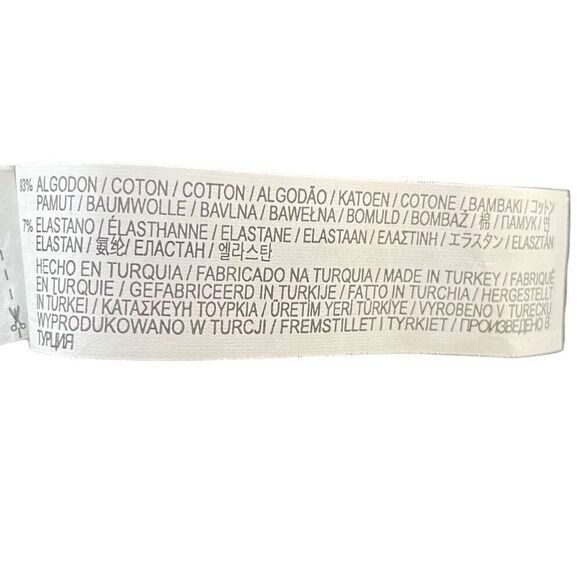 83% ALGODON / COTON / COTTON / ALGODÃO / KATOEN / COTONE / BAMBAKI / コットン
PAMUT / BAUMWOLLE / BAVLNA / BAWEŁNA / BOMULD / BOMBAŽ / 棉 / ПАМУК / 면
7% ELASTANO / ÉLASTHANNE / ELASTANE / ELASTAAN / ΕΛΑΣΤΙΝΗ / エラスタン / ELASZTÁN
ELASTAN / 氨纶 / ЕЛАСТАН / 엘라스탄
HECHO EN TURQUIA / FABRICADO NA TURQUIA / MADE IN TURKEY / FABRIQUÉ
EN TURQUIE / GEFABRICEERD IN TURKIJE / FATTO IN TURCHIA / HERGESTELLT
IN TÜRKEI / ΚΑΤΑΣΚΕΥΗ ΤΟΥΡΚΙΑ / ÜRETİM YERİ TÜRKİYE / VYROBENO V TURECKU
WYPRODUKOWANO W TURCJI / FREMSTILLET I TYRKIET / ПРОИЗВЕДЕНО В
ТУРЦИЯ